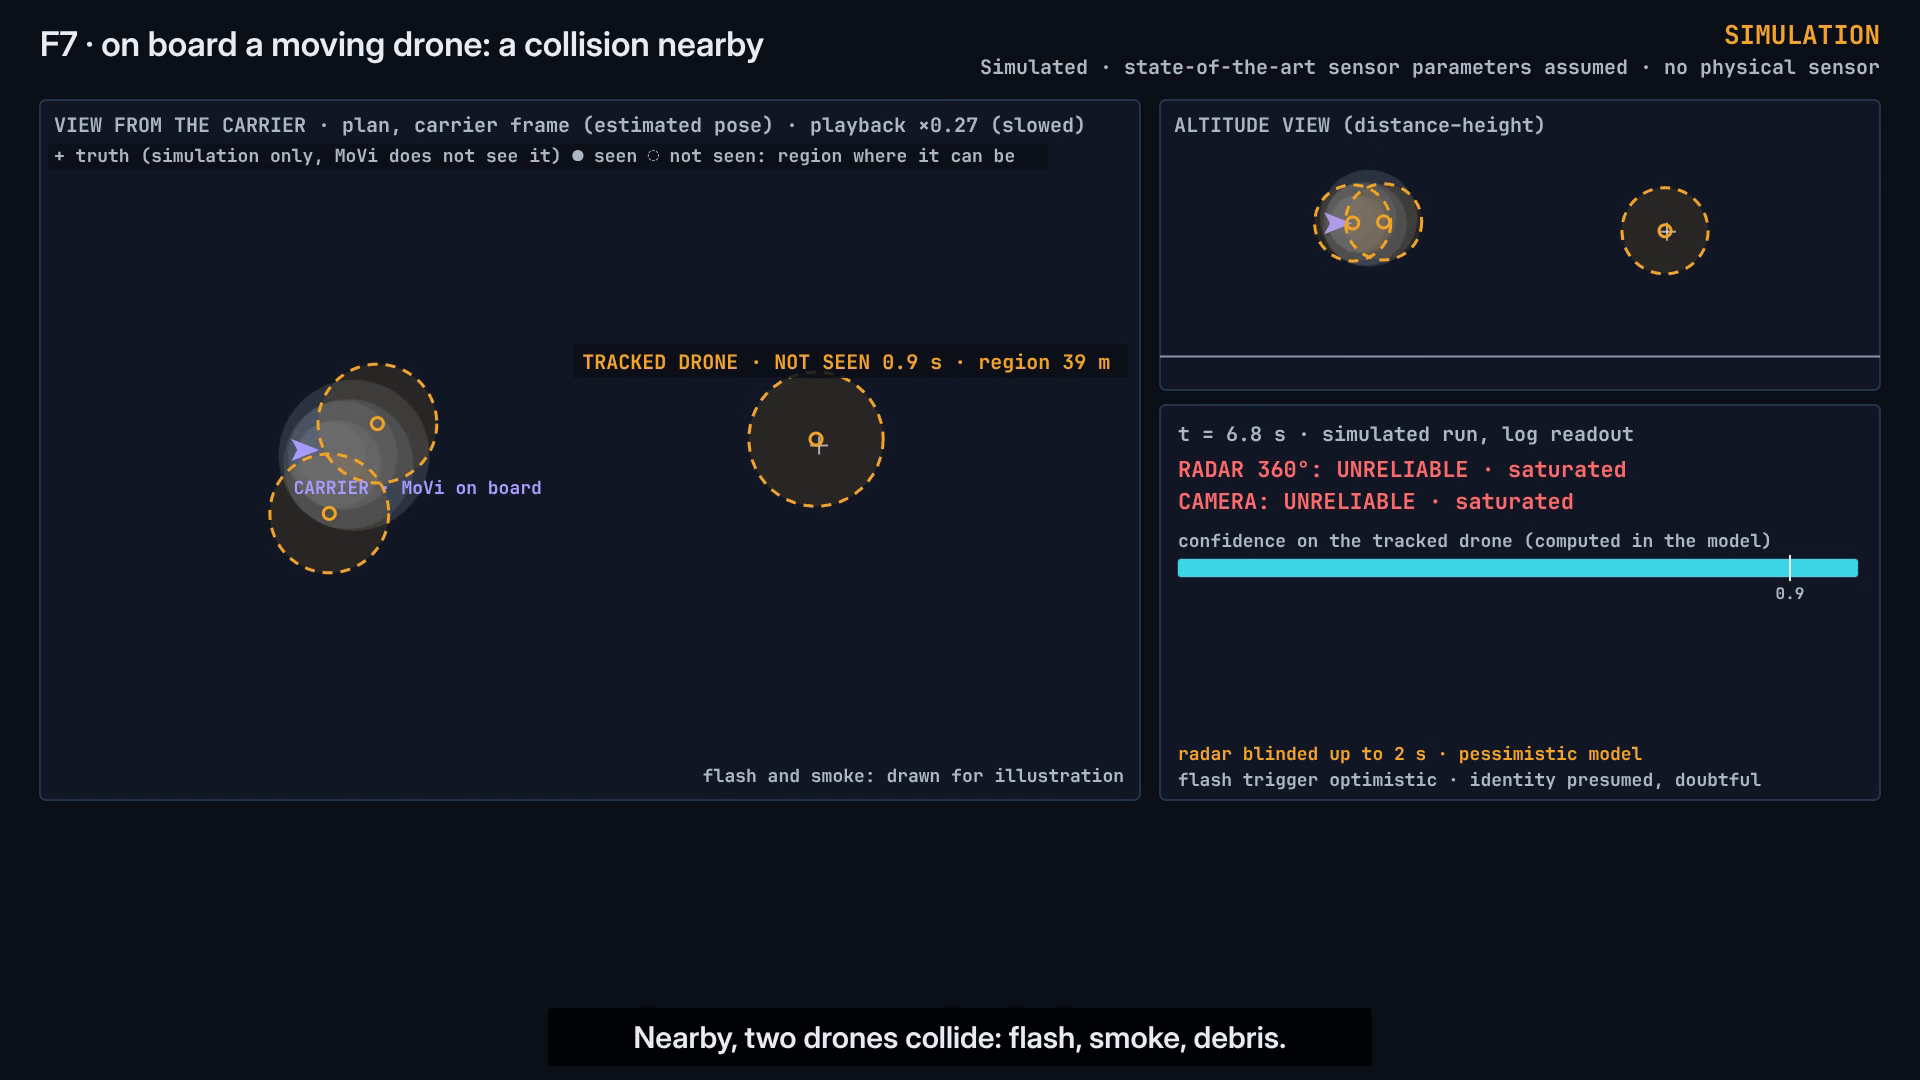 F7 · on board a moving drone: a collision nearby
SIMULATION
Simulated · state-of-the-art sensor parameters assumed · no physical sensor
VIEW FROM THE CARRIER · plan, carrier frame (estimated pose) · playback ×0.27 (slowed)
+ truth (simulation only, MoVi does not see it) ● seen ◌ not seen: region where it can be
TRACKED DRONE · NOT SEEN 0.9 s · region 39 m
CARRIER · MoVi on board
flash and smoke: drawn for illustration
ALTITUDE VIEW (distance-height)
t = 6.8 s · simulated run, log readout
RADAR 360°: UNRELIABLE · saturated
CAMERA: UNRELIABLE · saturated
confidence on the tracked drone (computed in the model)
0.9
radar blinded up to 2 s · pessimistic model
flash trigger optimistic · identity presumed, doubtful
Nearby, two drones collide: flash, smoke, debris.